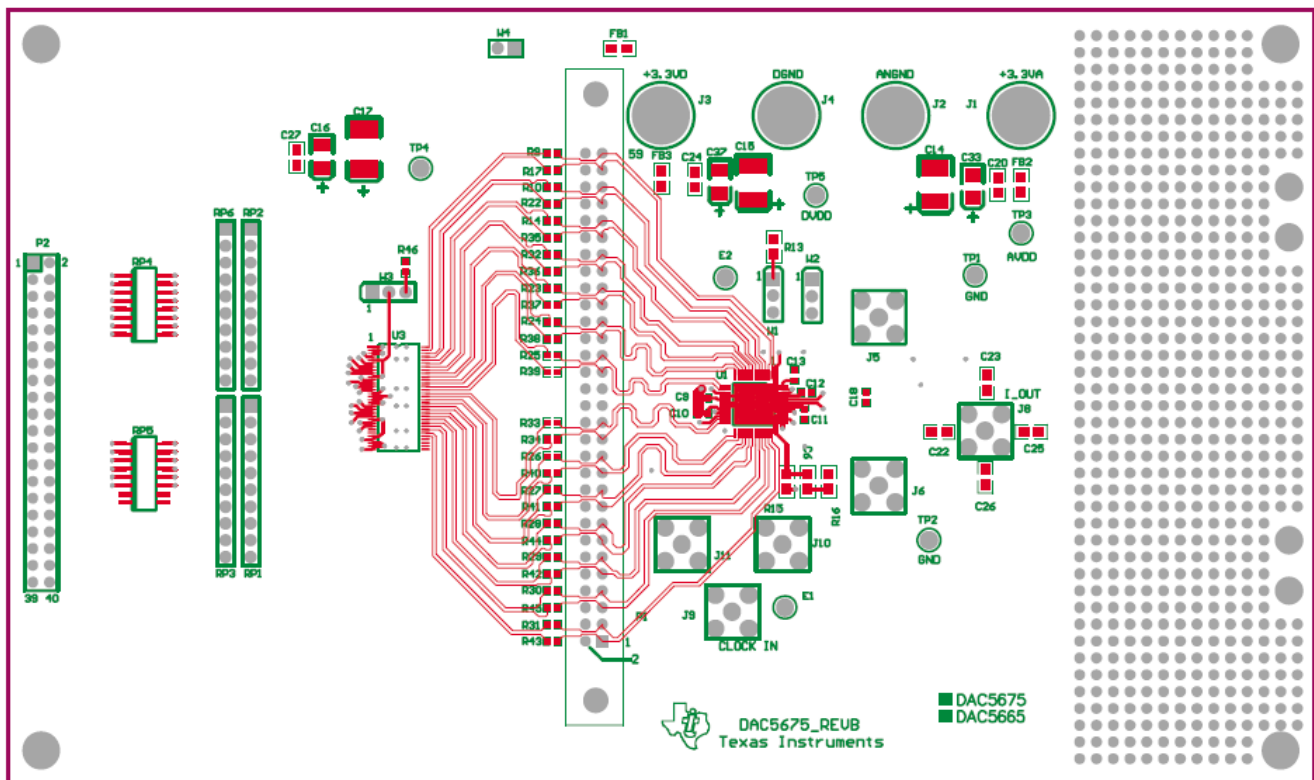 W4
FB1
+3.3VD
DGND
ANGND
+3.3VA
J3
J4
J2
J1
C17
C16
C27
TP4
R9
59
FB3
C24
C37
C15
C14
C33
C20
FB2
R17
R10
TP5
DVDD
R22
RP6
RP2
R14
TP3
R35
P2
R46
R32
R13
AVDD
1
2
RP4
R36
E2
W2
TP1
W3
R23
1
1
GND
1
R37
R24
W1
1
U3
R38
J5
R25
C13
C23
R39
U1
C9
C12
C18
I_OUT
C10
C11
J8
R33
RP5
R34
R26
C22
C25
R40
R27
J6
R41
R15
R16
C26
R28
TP2
R44
J11
J10
GND
RP3
RP1
R42
R30
E1
39 40
R45
J9
R31
P1
R43
1
CLOCK IN
2
DAC5675
DAC5665
DAC5675_REVB
Texas Instruments